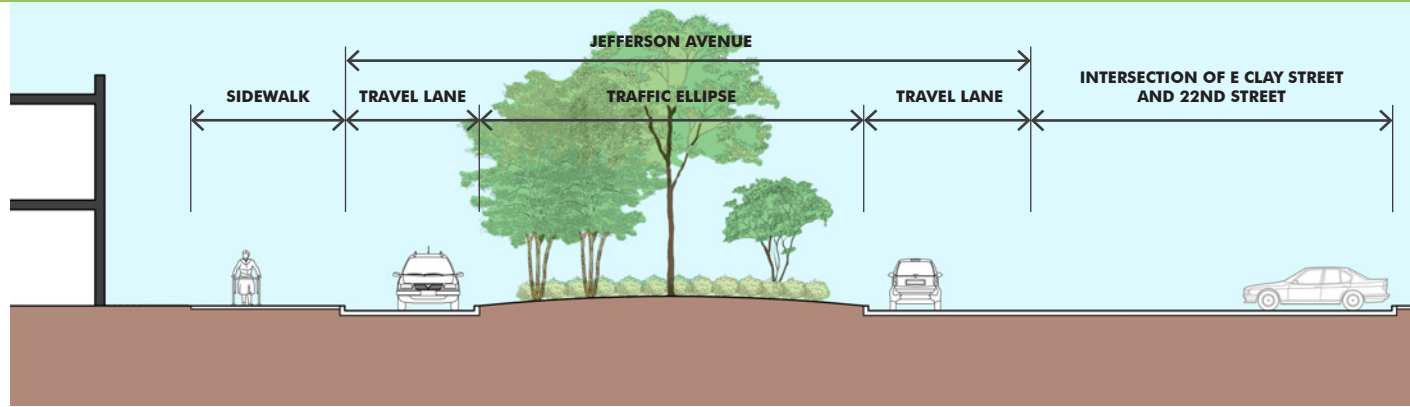 JEFFERSON AVENUE
SIDEWALK
TRAVEL LANE
TRAFFIC ELLIPSE
TRAVEL LANE
INTERSECTION OF E CLAY STREET
AND 22ND STREET